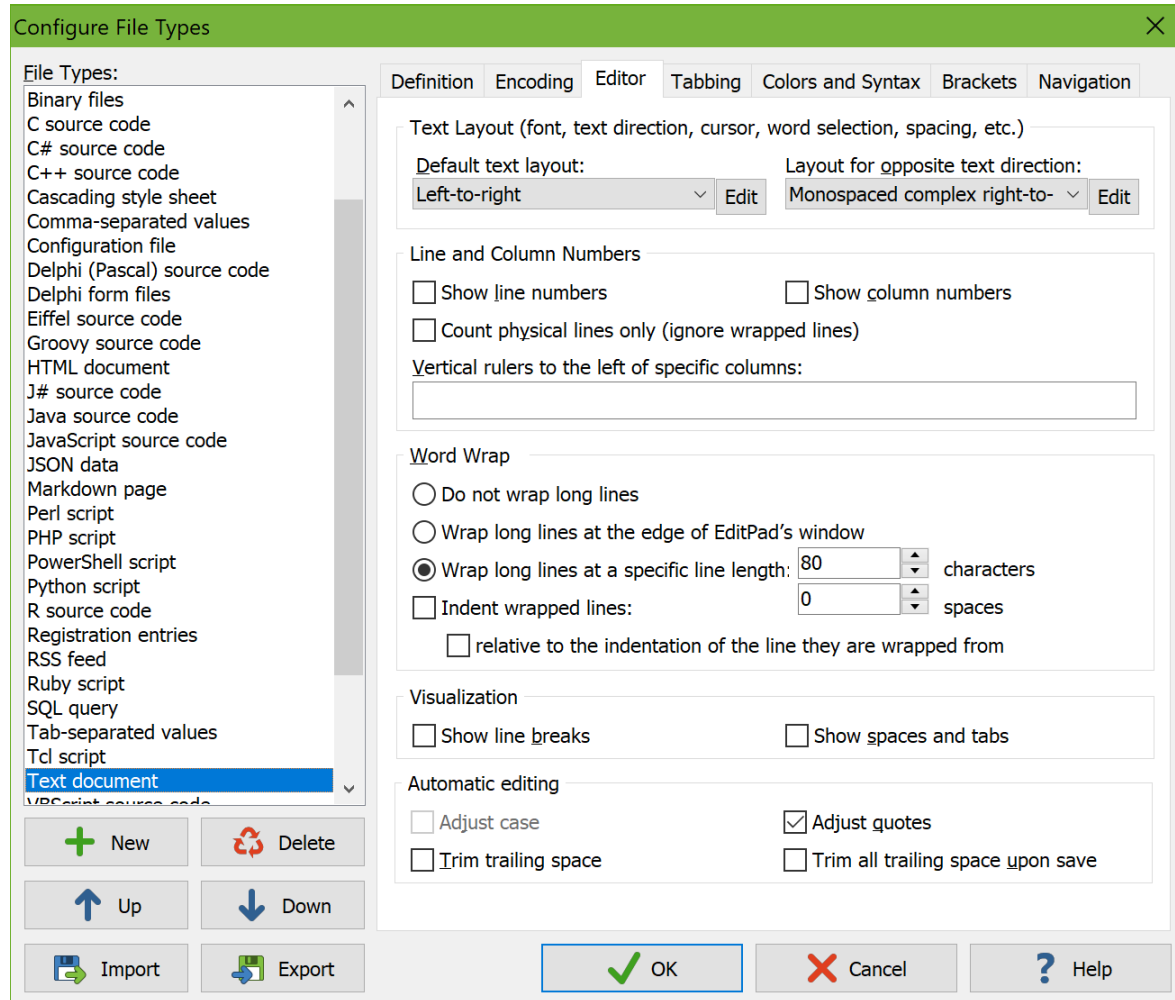 Configure File Types
File Types:
Binary files
C source code
C# source code
C++ source code
Cascading style sheet
Comma-separated values
Configuration file
Delphi (Pascal) source code
Delphi form files
Eiffel source code
Groovy source code
HTML document
J# source code
Java source code
JavaScript source code
JSON data
Markdown page
Perl script
PHP script
PowerShell script
Python script
R source code
Registration entries
RSS feed
Ruby script
SQL query
Tab-separated values
Tcl script
Text document
VBScript source code
New Delete
Up Down
Import Export
Definition Encoding Editor Tabbing Colors and Syntax Brackets Navigation
Text Layout (font, text direction, cursor, word selection, spacing, etc.)
Default text layout: Layout for opposite text direction:
Left-to-right Edit Monospaced complex right-to- Edit
Line and Column Numbers
Show line numbers Show column numbers
Count physical lines only (ignore wrapped lines)
Vertical rulers to the left of specific columns:
Word Wrap
Do not wrap long lines
Wrap long lines at the edge of EditPad's window
Wrap long lines at a specific line length: 80 characters
Indent wrapped lines: 0 spaces
relative to the indentation of the line they are wrapped from
Visualization
Show line breaks Show spaces and tabs
Automatic editing
Adjust case Adjust quotes
Trim trailing space Trim all trailing space upon save
OK Cancel Help